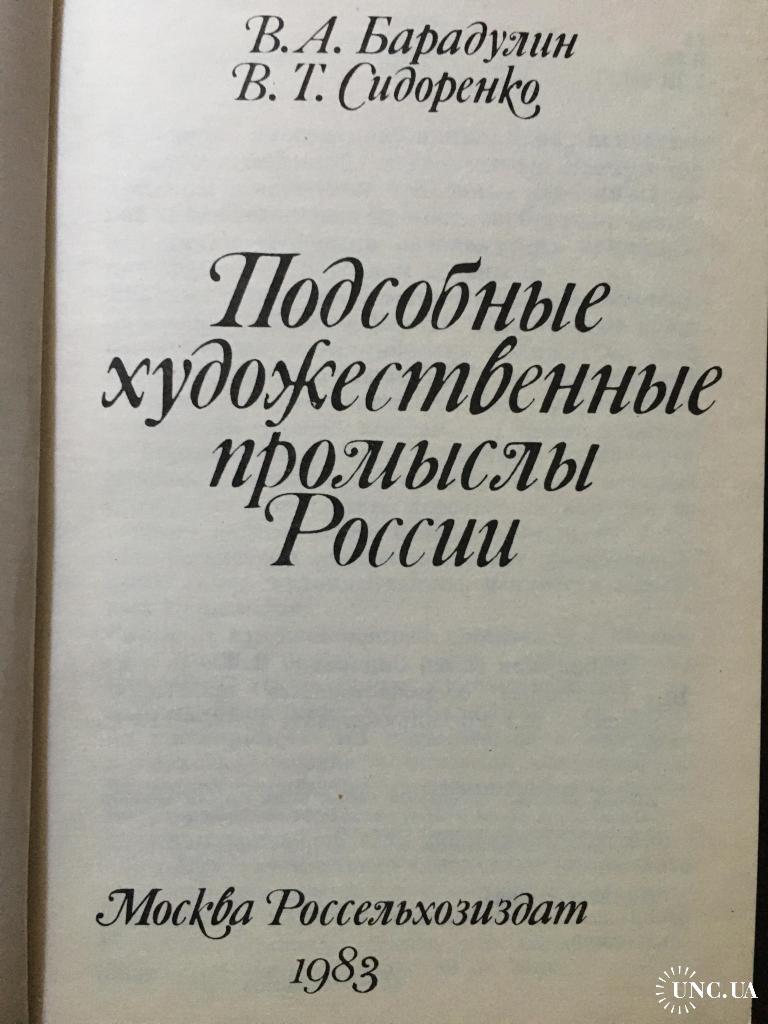 В. А. Барадулин
В. Т. Сидоренко
Подсобные
художественные
промыслы
России
Москва Россельхозиздат
1983
UNC.UA